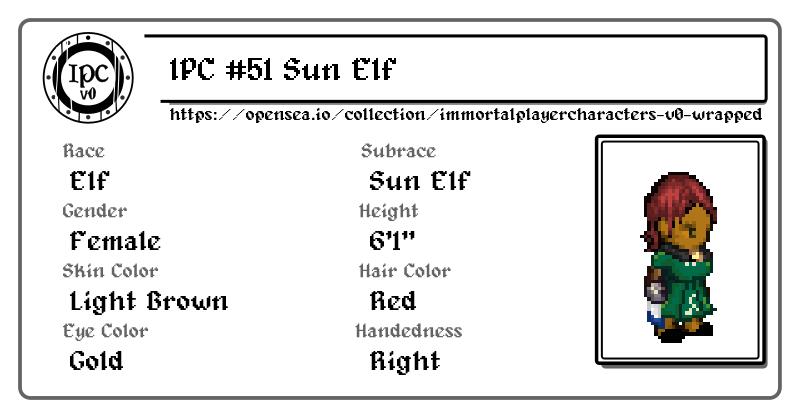 IPC
v0
IPC #51 Sun Elf
https://opensea.io/collection/immortalplayercharacters-v0-wrapped
Race
Subrace
Elf
Sun Elf
Gender
Height
Female
6'1"
Skin Color
Hair Color
Light Brown
Red
Eye Color
Handedness
Gold
Right